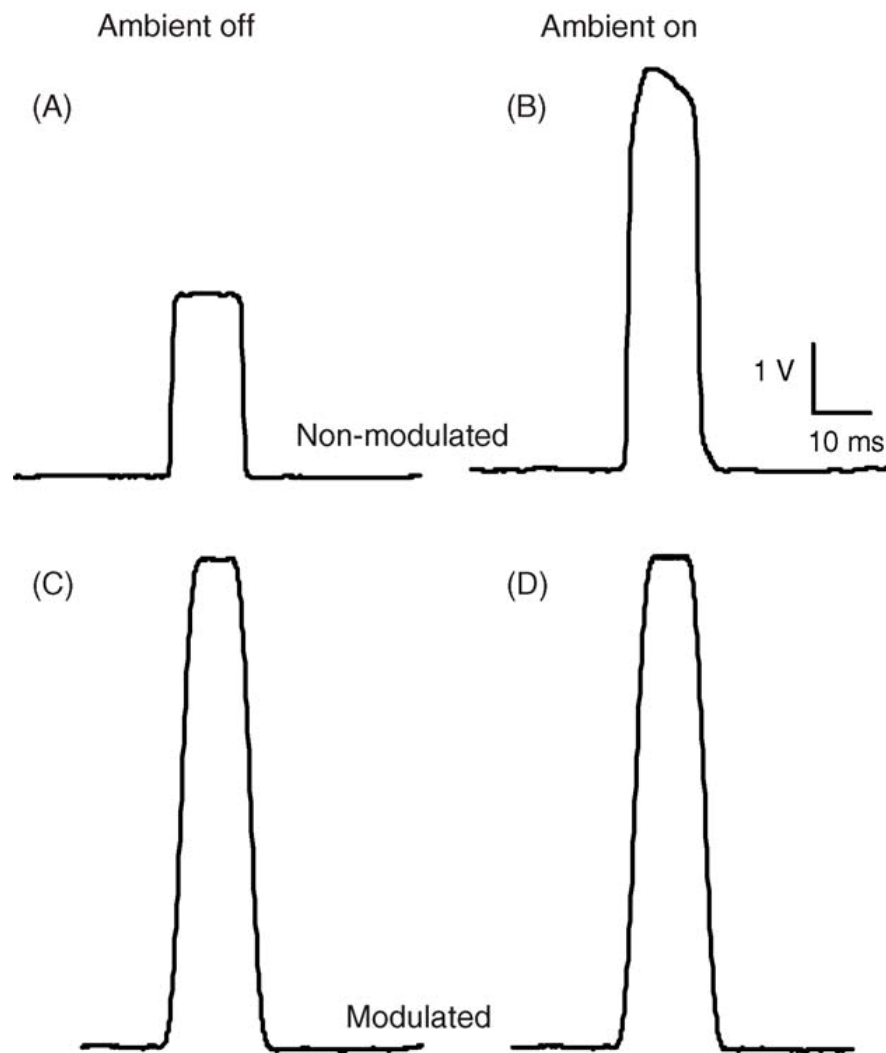 Ambient off
Ambient on
(A)
(B)
1 V
10 ms
Non-modulated
(C)
(D)
Modulated